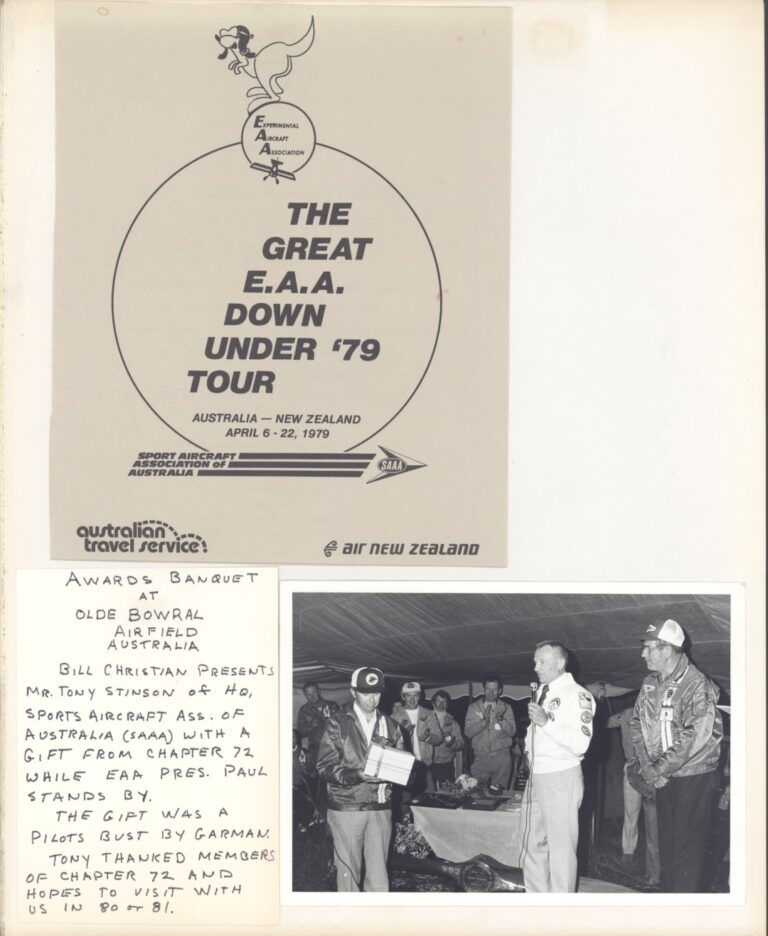 EXPERIMENTAL
AIRCRAFT
ASSOCIATION
THE
GREAT
E.A.A.
DOWN
UNDER '79
TOUR
AUSTRALIA — NEW ZEALAND
APRIL 6 - 22, 1979
SPORT AIRCRAFT
ASSOCIATION of
AUSTRALIA
SAAA
australian
travel service
air new zealand
AWARDS BANQUET
AT
OLDE BOWRAL
AIRFIELD
AUSTRALIA
BILL CHRISTIAN PRESENTS
MR. TONY STINSON of HQ,
SPORTS AIRCRAFT ASS. OF
AUSTRALIA (SAAA) WITH A
GIFT FROM CHAPTER 72
WHILE EAA PRES. PAUL
STANDS BY.
THE GIFT WAS A
PILOTS BUST BY GARMAN.
TONY THANKED MEMBERS
OF CHAPTER 72 AND
HOPES TO VISIT WITH
US IN 80 or 81.